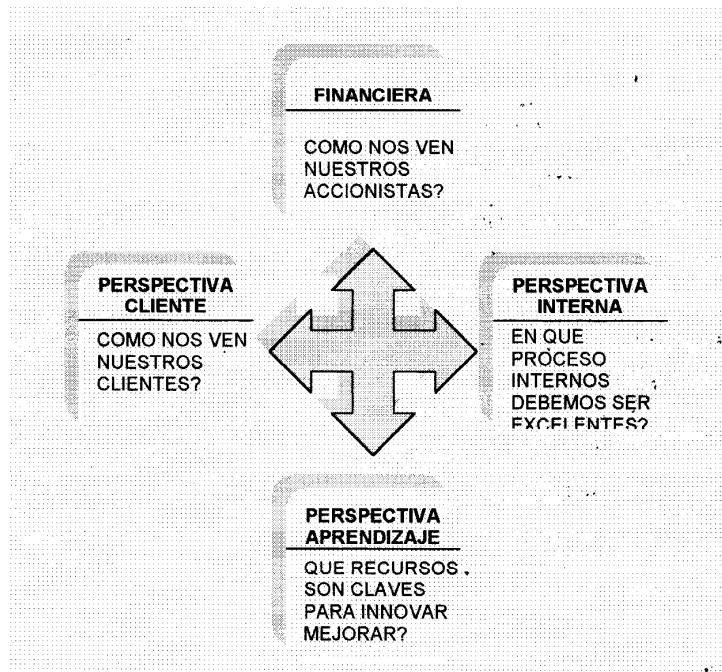 FINANCIERA
COMO NOS VEN
NUESTROS
ACCIONISTAS?
PERSPECTIVA
CLIENTE
COMO NOS VEN
NUESTROS
CLIENTES?
PERSPECTIVA
INTERNA
EN QUE
PROCESO
INTERNOS
DEBEMOS SER
EXCELENTES?
PERSPECTIVA
APRENDIZAJE
QUE RECURSOS
SON CLAVES
PARA INNOVAR
MEJORAR?